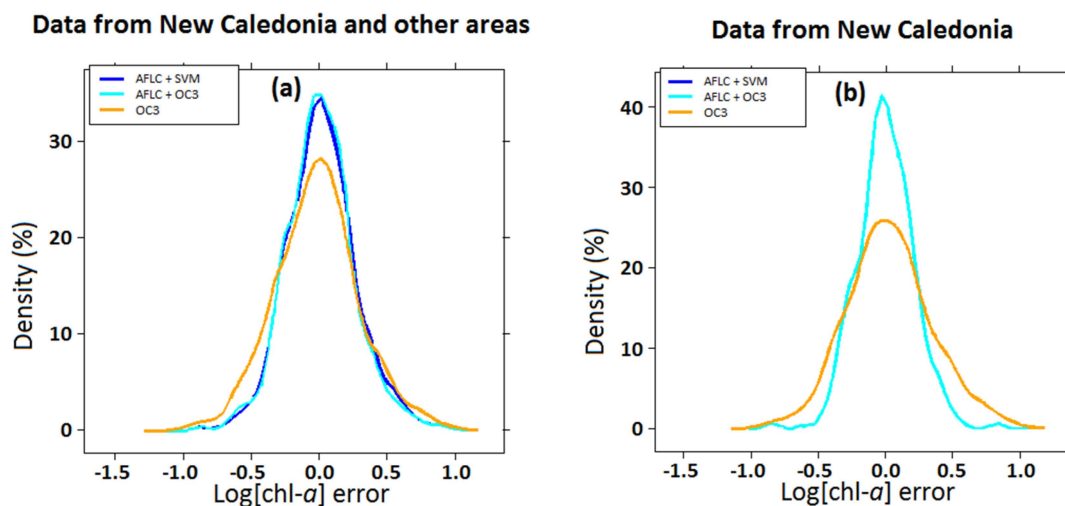 Data from New Caledonia and other areas
AFLC + SVM
AFLC + OC3
OC3
(a)
30
20
10
0
Density (%)
-1.5 -1.0 -0.5 0.0 0.5 1.0
Log[chl-a] error
Data from New Caledonia
AFLC + SVM
AFLC + OC3
OC3
(b)
40
30
20
10
0
Density (%)
-1.5 -1.0 -0.5 0.0 0.5 1.0
Log[chl-a] error